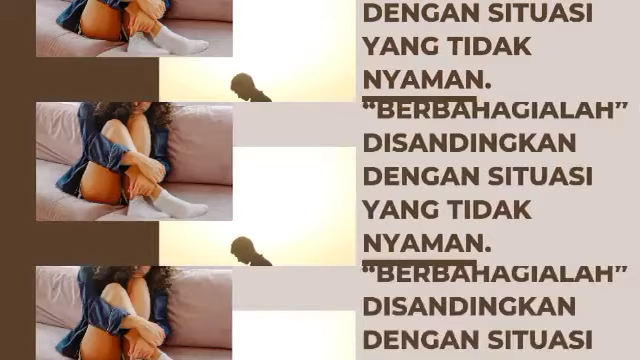 DENGAN SITUASI
YANG TIDAK
NYAMAN.
“BERBAHAGIALAH”
DISANDINGKAN
DENGAN SITUASI
YANG TIDAK
NYAMAN.
“BERBAHAGIALAH”
DISANDINGKAN
DENGAN SITUASI